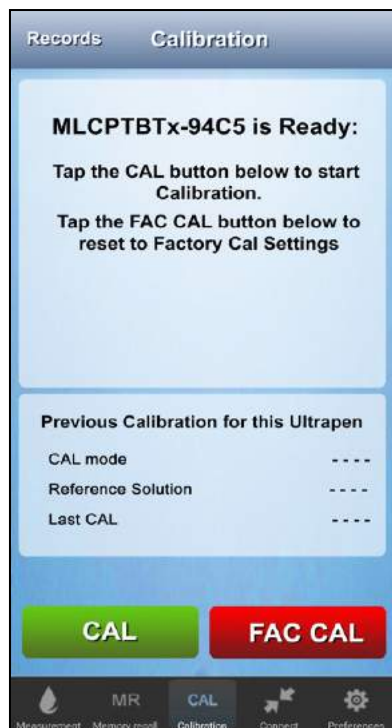 Records Calibration
MLCPTBTx-94C5 is Ready:
Tap the CAL button below to start
Calibration.
Tap the FAC CAL button below to
reset to Factory Cal Settings
Previous Calibration for this Ultrapen
CAL mode - - - -
Reference Solution - - - -
Last CAL - - - -
CAL FAC CAL
MR CAL
Measurement Memory recall Calibration Connect Preferences